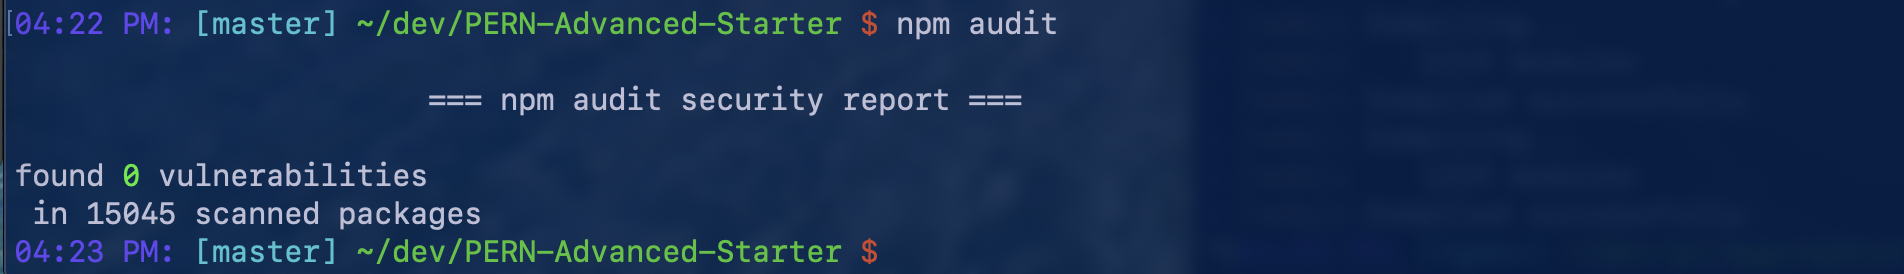 [04:22 PM: [master] ~/dev/PERN-Advanced-Starter $ npm audit
=== npm audit security report ===
found 0 vulnerabilities
in 15045 scanned packages
04:23 PM: [master] ~/dev/PERN-Advanced-Starter $